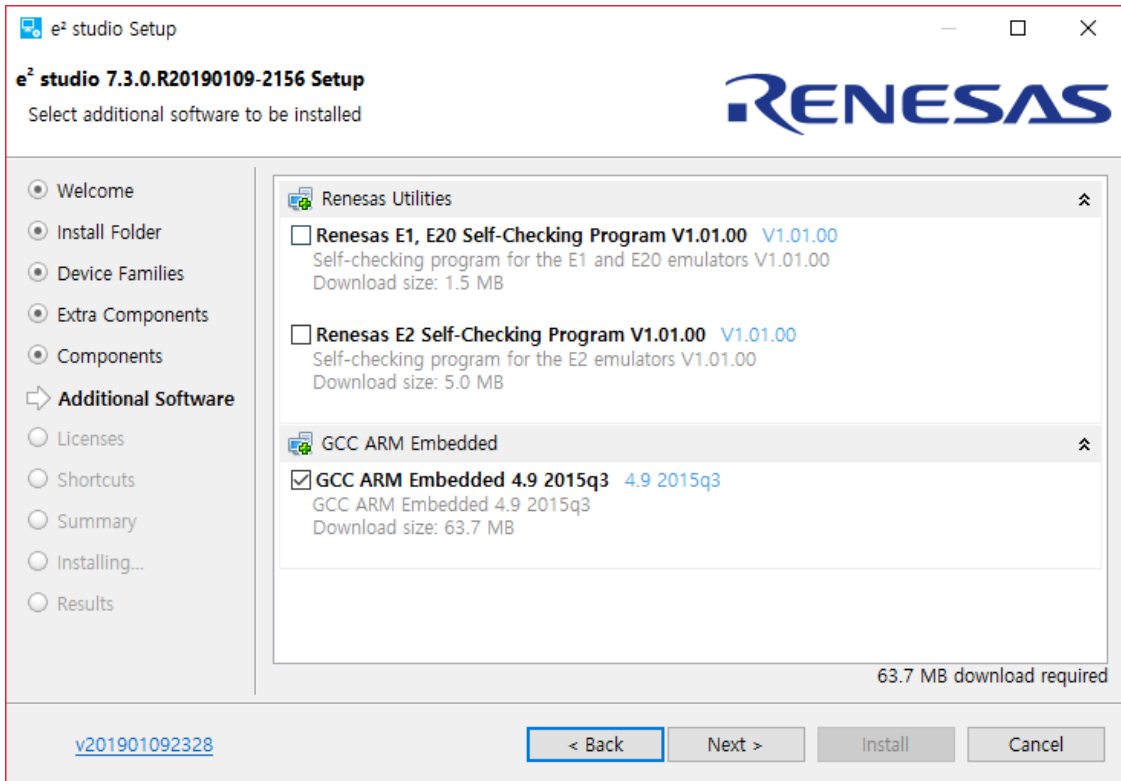 e² studio Setup
e² studio 7.3.0.R20190109-2156 Setup
Select additional software to be installed
RENESAS
Welcome
Install Folder
Device Families
Extra Components
Components
Additional Software
Licenses
Shortcuts
Summary
Installing...
Results
Renesas Utilities
Renesas E1, E20 Self-Checking Program V1.01.00 V1.01.00
Self-checking program for the E1 and E20 emulators V1.01.00
Download size: 1.5 MB
Renesas E2 Self-Checking Program V1.01.00 V1.01.00
Self-checking program for the E2 emulators V1.01.00
Download size: 5.0 MB
GCC ARM Embedded
GCC ARM Embedded 4.9 2015q3 4.9 2015q3
GCC ARM Embedded 4.9 2015q3
Download size: 63.7 MB
63.7 MB download required
v201901092328
< Back
Next >
Install
Cancel